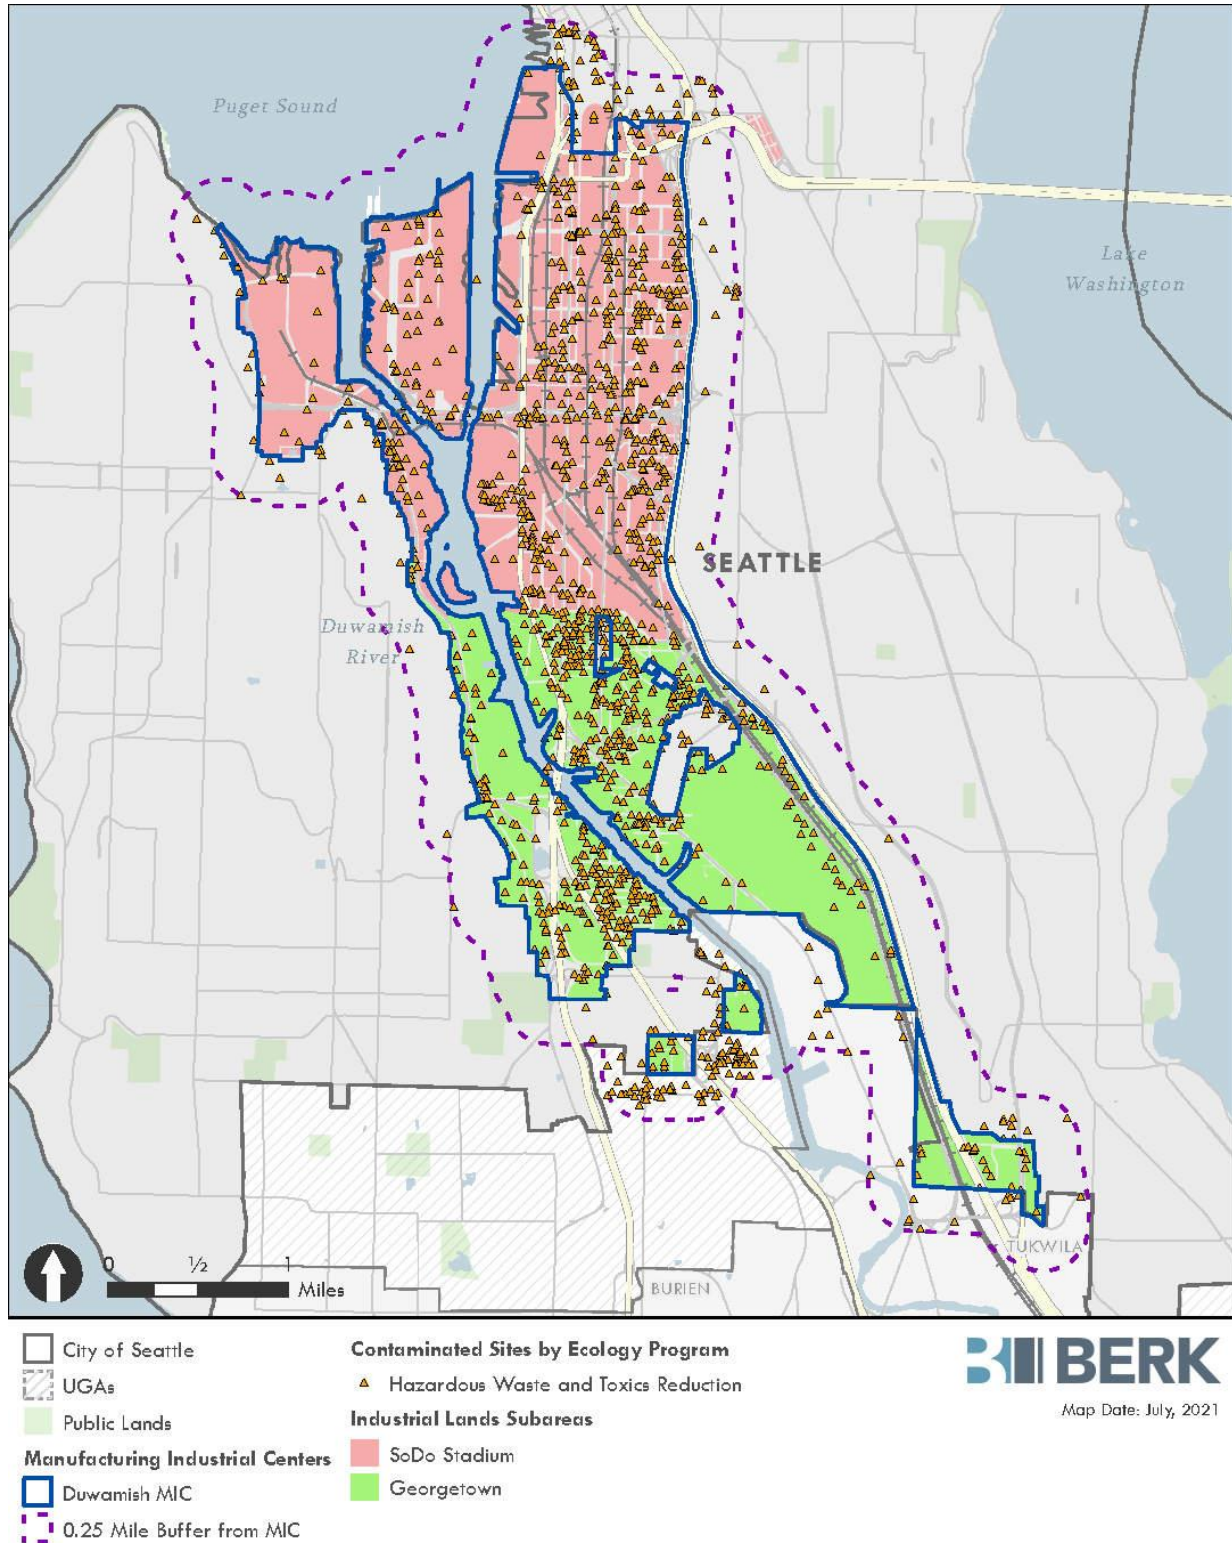 Puget Sound
Lake
Washington
SEATTLE
Duwamish
River
TUKWILA
BURIEN
0 ½ 1
Miles
City of Seattle
UGAs
Public Lands
Manufacturing Industrial Centers
Duwamish MIC
0.25 Mile Buffer from MIC
Contaminated Sites by Ecology Program
Hazardous Waste and Toxics Reduction
Industrial Lands Subareas
SoDo Stadium
Georgetown
BERK
Map Date: July, 2021